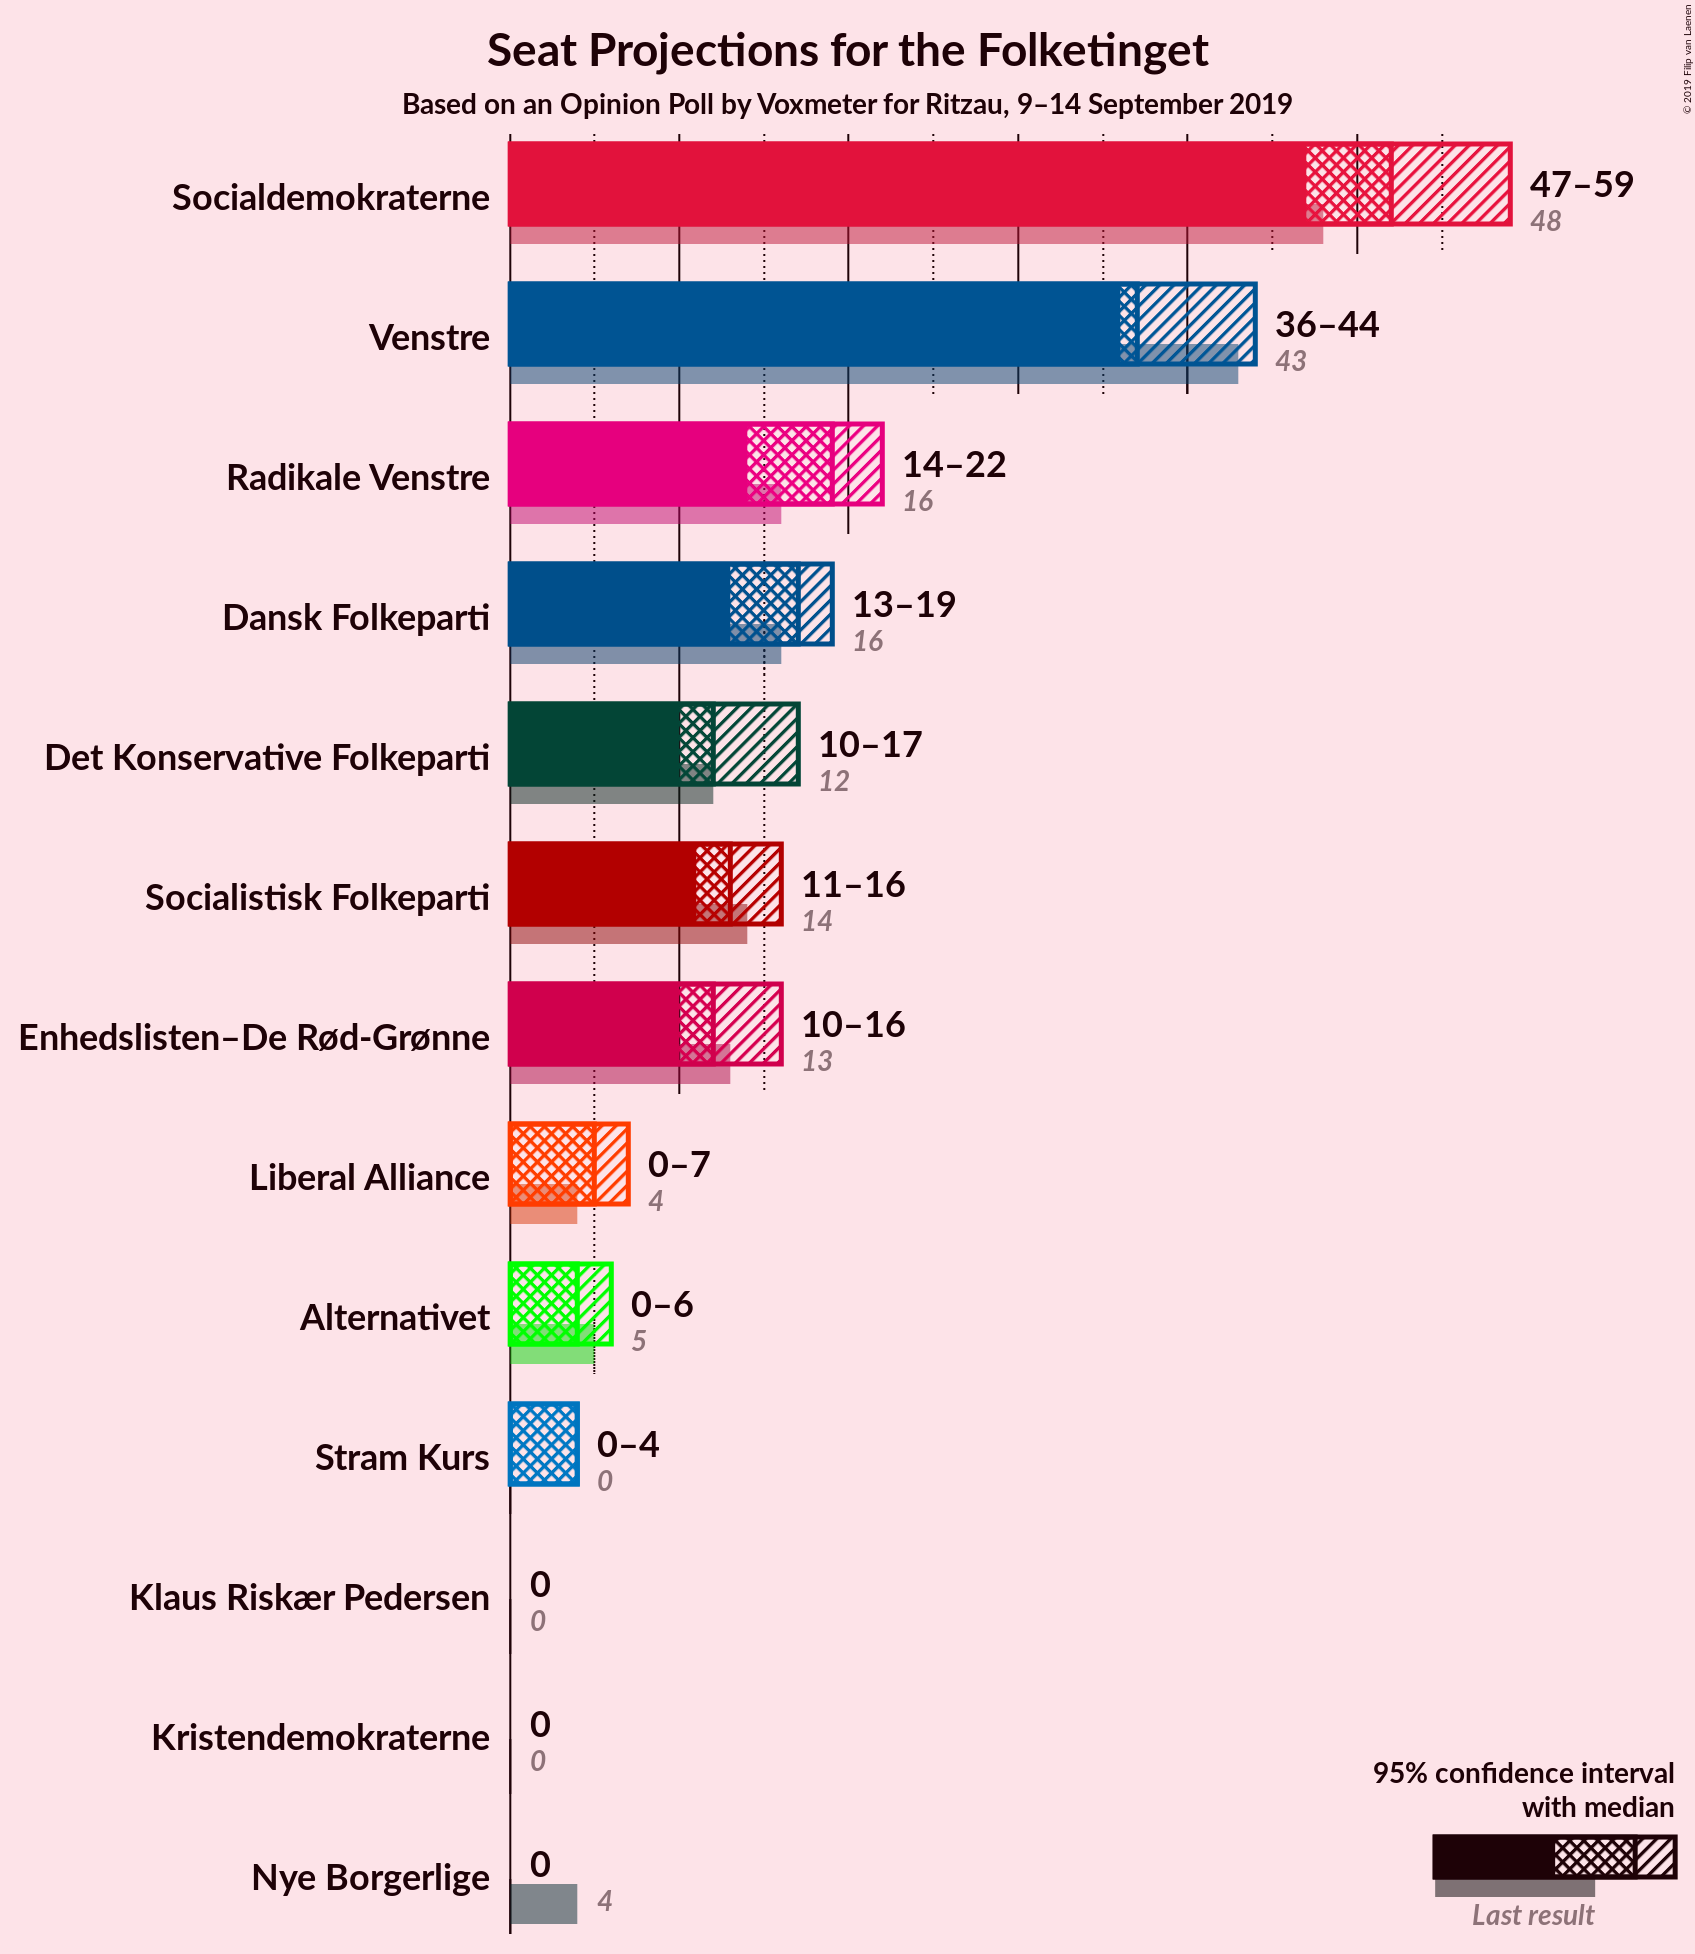 Seat Projections for the Folketinget
Based on an Opinion Poll by Voxmeter for Ritzau, 9–14 September 2019
© 2019 Filip van Laenen
Socialdemokraterne
47–59
48
Venstre
36–44
43
Radikale Venstre
14–22
16
Dansk Folkeparti
13–19
16
Det Konservative Folkeparti
10–17
12
Socialistisk Folkeparti
11–16
14
Enhedslisten–De Rød-Grønne
10–16
13
Liberal Alliance
0–7
4
Alternativet
0–6
5
Stram Kurs
0–4
0
Klaus Riskær Pedersen
0
0
Kristendemokraterne
0
0
Nye Borgerlige
0
4
95% confidence interval
with median
Last result